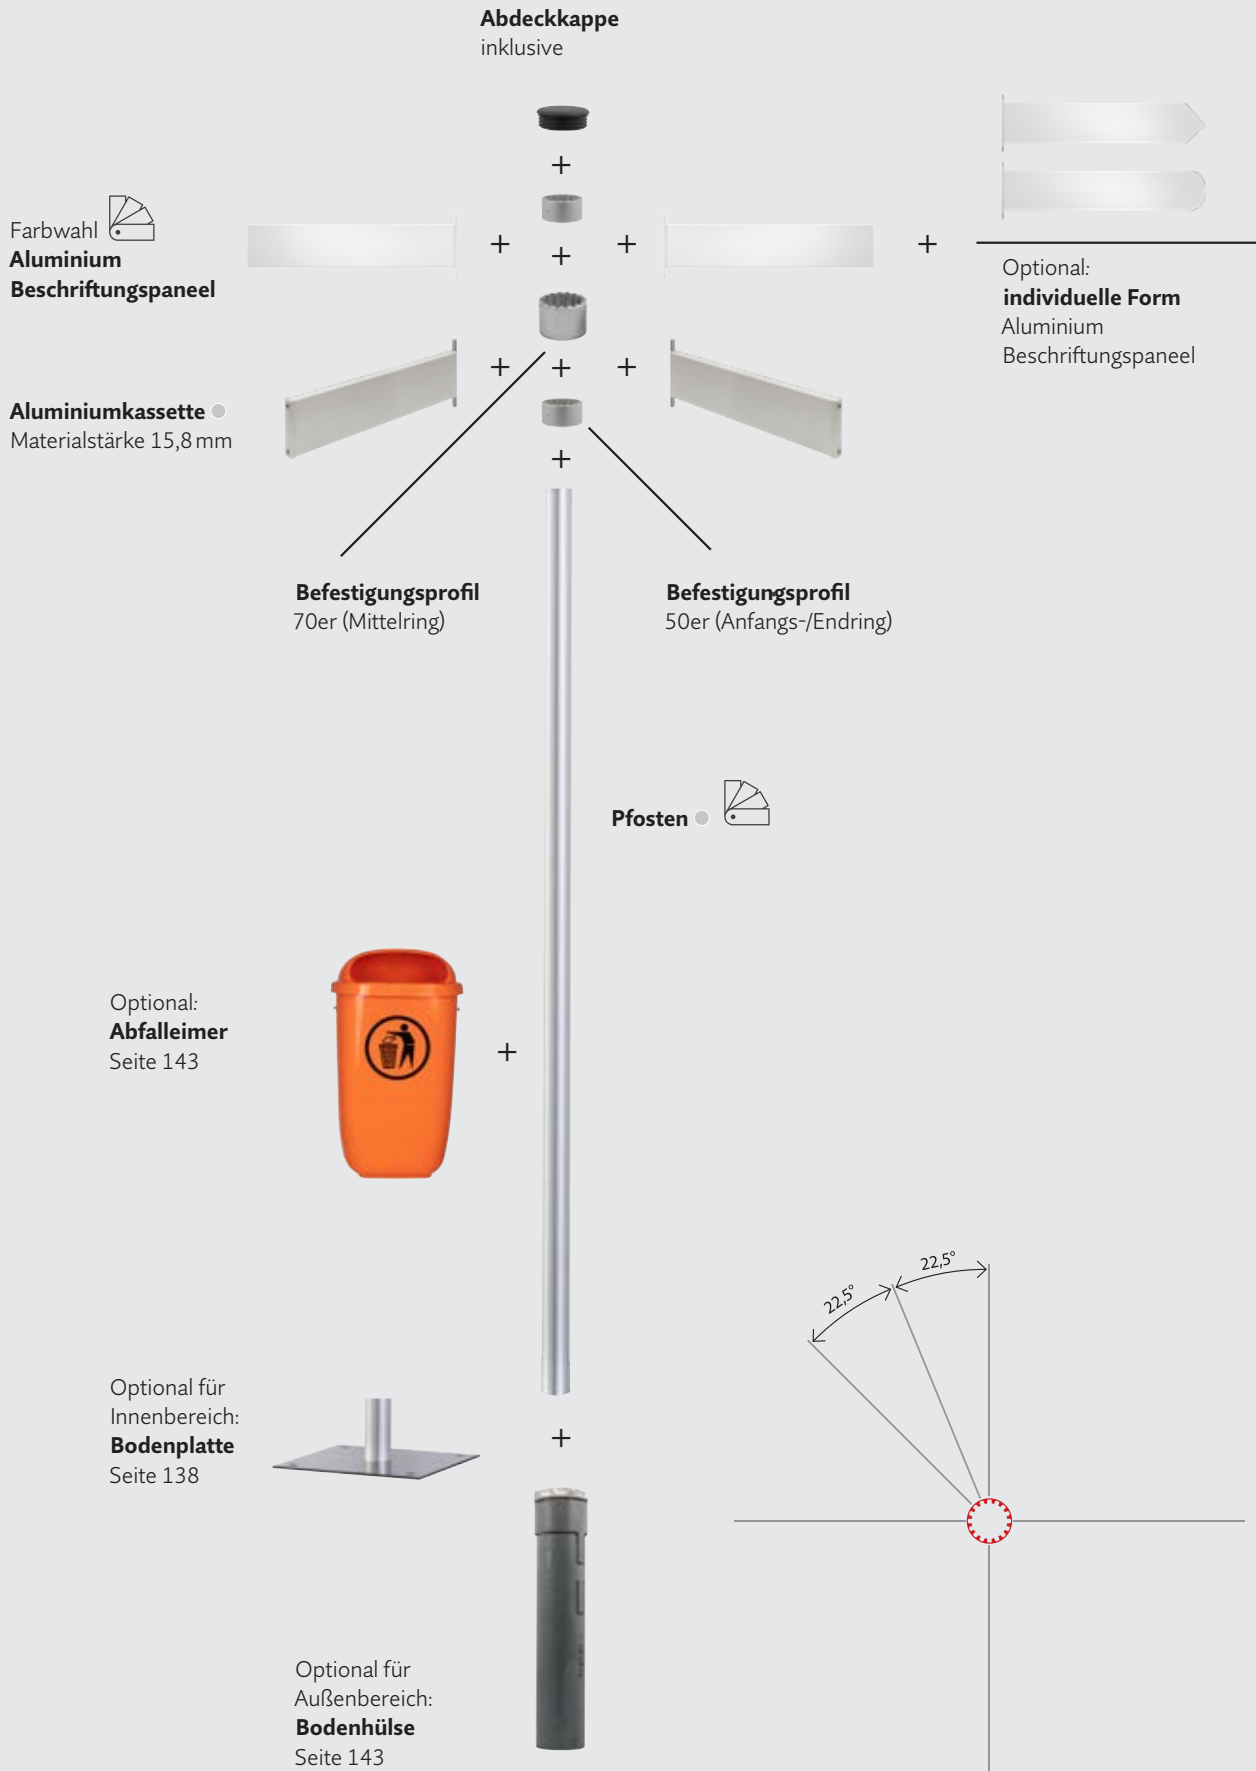 Abdeckkappe
inklusive
Farbwahl
Aluminium
Beschriftungspaneel
Optional:
individuelle Form
Aluminium
Beschriftungspaneel
Aluminiumkassette
Materialstärke 15,8 mm
Befestigungsprofil
70er (Mittelring)
Befestigungsprofil
50er (Anfangs-/Endring)
Pfosten
Optional:
Abfalleimer
Seite 143
22,5°
22,5°
Optional für
Innenbereich:
Bodenplatte
Seite 138
Optional für
Außenbereich:
Bodenhülse
Seite 143